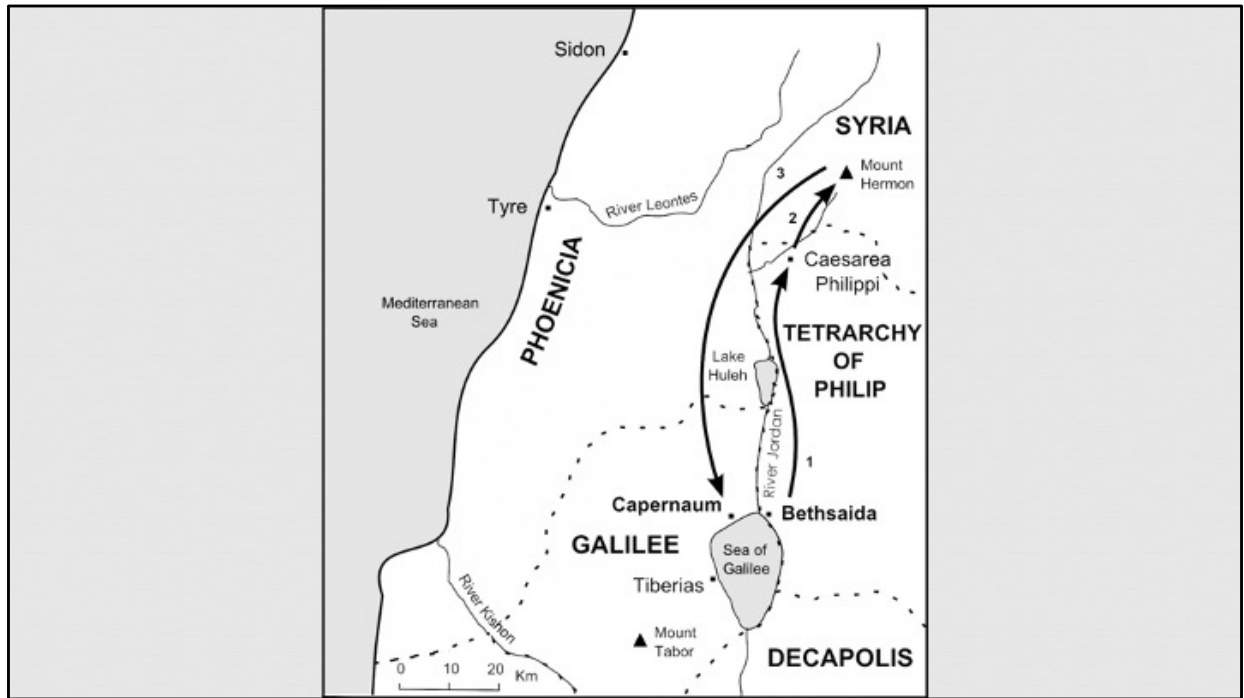 Sidon
SYRIA
3
Mount
Hermon
River Leontes
Tyre
2
Caesarea
Philippi
PHOENICIA
Mediterranean
Sea
TETRARCHY
OF
PHILIP
Lake
Huleh
River Jordan
1
Capernaum
Bethsaida
GALILEE
Sea of
Galilee
Tiberias
River Kishon
Mount
Tabor
DECAPOLIS
0 10 20
Km